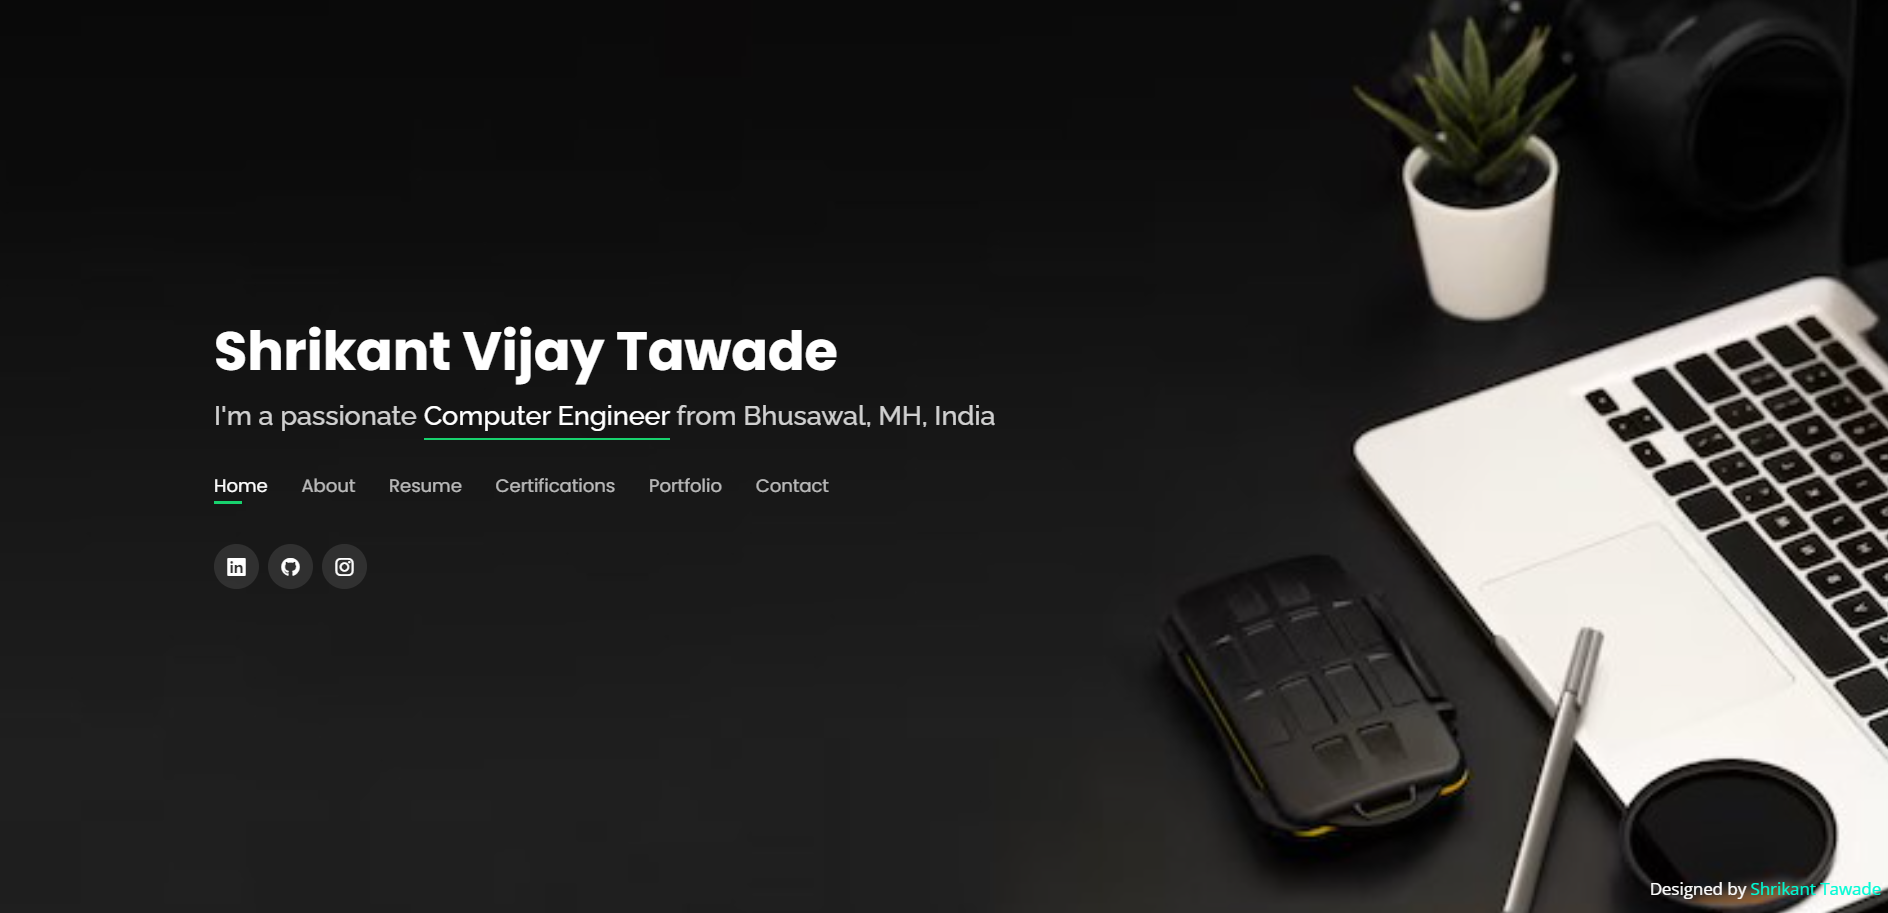 Shrikant Vijay Tawade
I'm a passionate Computer Engineer from Bhusawal, MH, India
Home About Resume Certifications Portfolio Contact
in
Designed by Shrikant Tawade